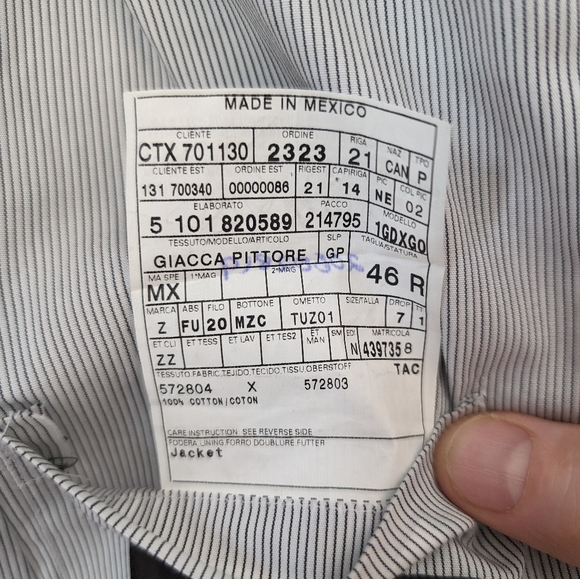 MADE IN MEXICO
CLIENTE ORDINE RIGA NAZ TPO
CTX 701130 2323 21 CAN P
CLIENTE EST ORDINE EST RIGEST CAPIRIGA PIC COL PIC
131 700340 00000086 21 *14 NE 02
ELABORATO PACCO MODELLO
5 101 820589 214795 1GDXGO
TESSUTO/MODELLO/ARTICOLO SLP TAGLIA/STATURA
GIACCA PITTORE GP 46 R
MA SPE 1°MAG 2°MAG
MX
MARCA ABS FILO BOTTONE OMETTO SIZE/TALLA DROP FT
Z FU 20 MZC TUZ01 7 1
ET CLI ET TESS ET LAV ET TES2 ET MAN SM EDI MATRICOLA
ZZ N 439735 8
TESSUTO.FABRIC.TEJIDO.TECIDO.TISSU.OBERSTOFF TAC
572804 X 572803
100% COTTON/COTON
CARE INSTRUCTION SEE REVERSE SIDE
FODERA LINING FORRO DOUBLURE FUTTER
Jacket